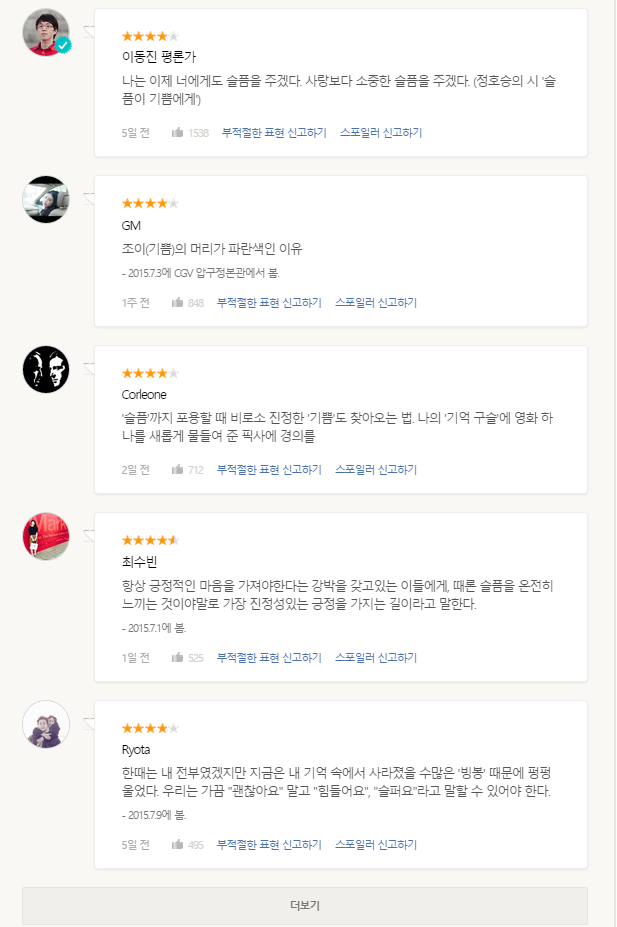 이동진 평론가
나는 이제 너에게도 슬픔을 주겠다. 사랑보다 소중한 슬픔을 주겠다. (정호승의 시 '슬
픔이 기쁨에게')
5일 전 1538 부적절한 표현 신고하기 스포일러 신고하기
GM
조이(기쁨)의 머리가 파란색인 이유
- 2015.7.3에 CGV 압구정본관에서 봄.
1주 전 848 부적절한 표현 신고하기 스포일러 신고하기
Corleone
'슬픔'까지 포용할 때 비로소 진정한 '기쁨'도 찾아오는 법. 나의 '기억 구슬'에 영화 하
나를 새롭게 물들여 준 픽사에 경의를
2일 전 712 부적절한 표현 신고하기 스포일러 신고하기
Mark
최수빈
항상 긍정적인 마음을 가져야한다는 강박을 갖고있는 이들에게, 때론 슬픔을 온전히
느끼는 것이야말로 가장 진정성있는 긍정을 가지는 길이라고 말한다.
- 2015.7.1에 봄.
1일 전 525 부적절한 표현 신고하기 스포일러 신고하기
Ryota
한때는 내 전부였겠지만 지금은 내 기억 속에서 사라졌을 수많은 '빙봉' 때문에 펑펑
울었다. 우리는 가끔 "괜찮아요" 말고 "힘들어요", "슬퍼요"라고 말할 수 있어야 한다.
- 2015.7.9에 봄.
5일 전 495 부적절한 표현 신고하기 스포일러 신고하기
더보기